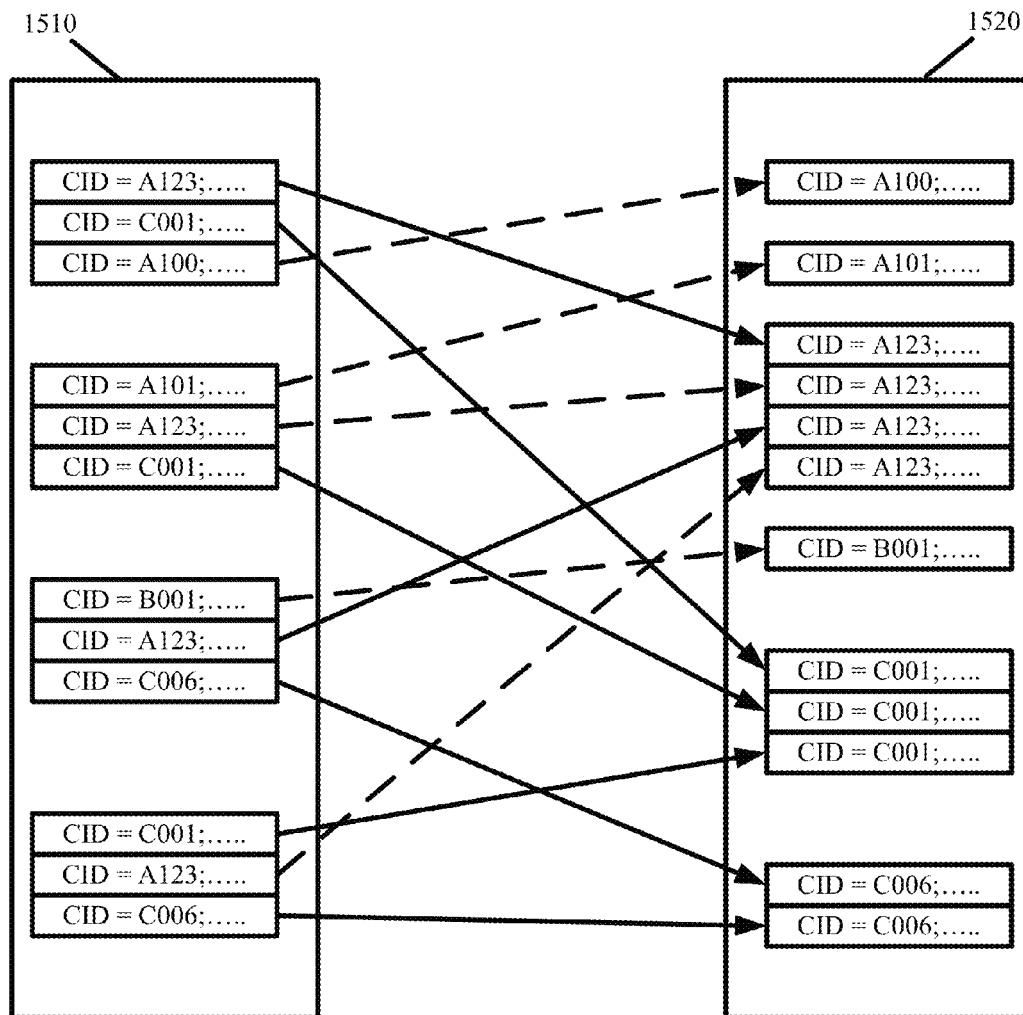 1510
1520
CID = A123;.....
CID = C001;.....
CID = A100;.....
CID = A101;.....
CID = A123;.....
CID = C001;.....
CID = B001;.....
CID = A123;.....
CID = C006;.....
CID = C001;.....
CID = A123;.....
CID = C006;.....
CID = A100;.....
CID = A101;.....
CID = A123;.....
CID = A123;.....
CID = A123;.....
CID = A123;.....
CID = B001;.....
CID = C001;.....
CID = C001;.....
CID = C001;.....
CID = C006;.....
CID = C006;.....